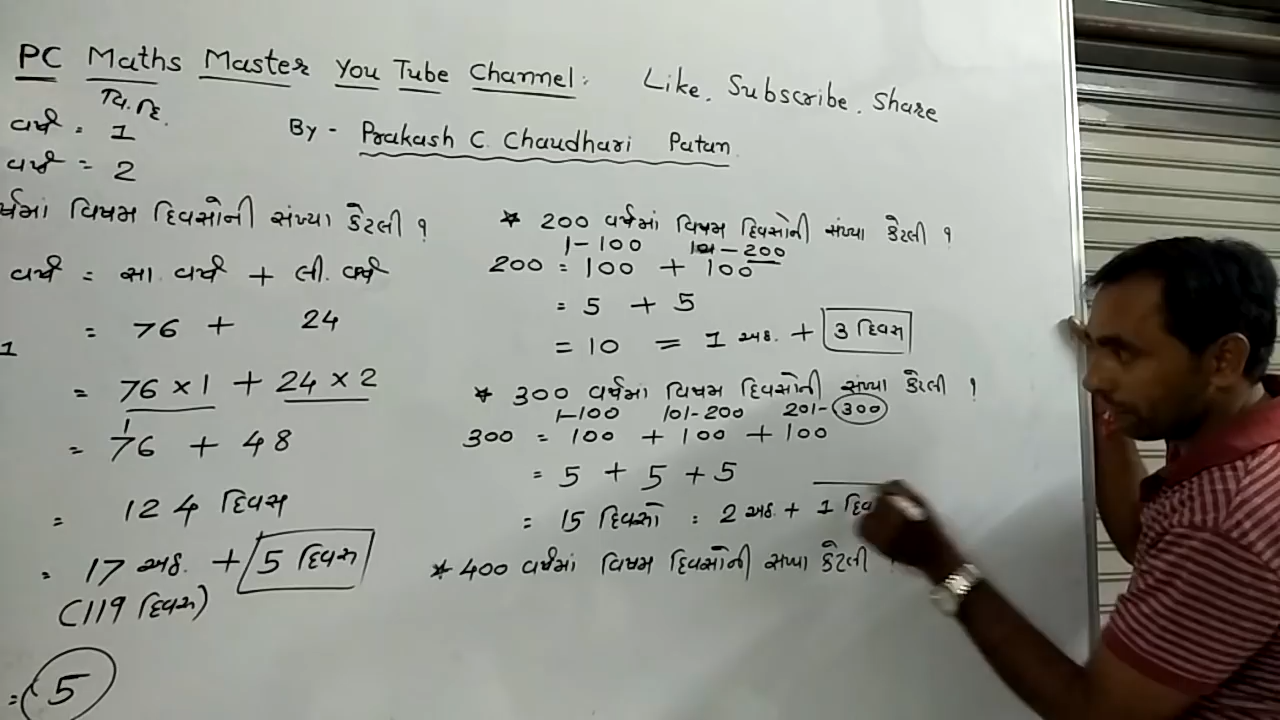 PC Maths Master You Tube Channel: Like. Subscribe. Share
વિ.દિ.
વર્ષ = 1
By - Prakash C. Chaudhari Patan
વર્ષ = 2
ર્ષમાં વિષમ દિવસોની સંખ્યા કેટલી ?
વર્ષ = સા. વર્ષ + લી. વર્ષ
= 76 + 24
1
= 76 × 1 + 24 × 2
1
= 76 + 48
= 124 દિવસ
= 17 અઠ. + 5 દિવસ
(119 દિવસ)
= 5
* 200 વર્ષમાં વિષમ દિવસોની સંખ્યા કેટલી ?
1-100 101-200
200 = 100 + 100
= 5 + 5
= 10 = 1 અઠ. + 3 દિવસ
* 300 વર્ષમાં વિષમ દિવસોની સંખ્યા કેટલી ?
1-100 101-200 201-300
300 = 100 + 100 + 100
= 5 + 5 + 5
= 15 દિવસો = 2 અઠ. + 1 દિવ
* 400 વર્ષમાં વિષમ દિવસોની સંખ્યા કેટલી ?